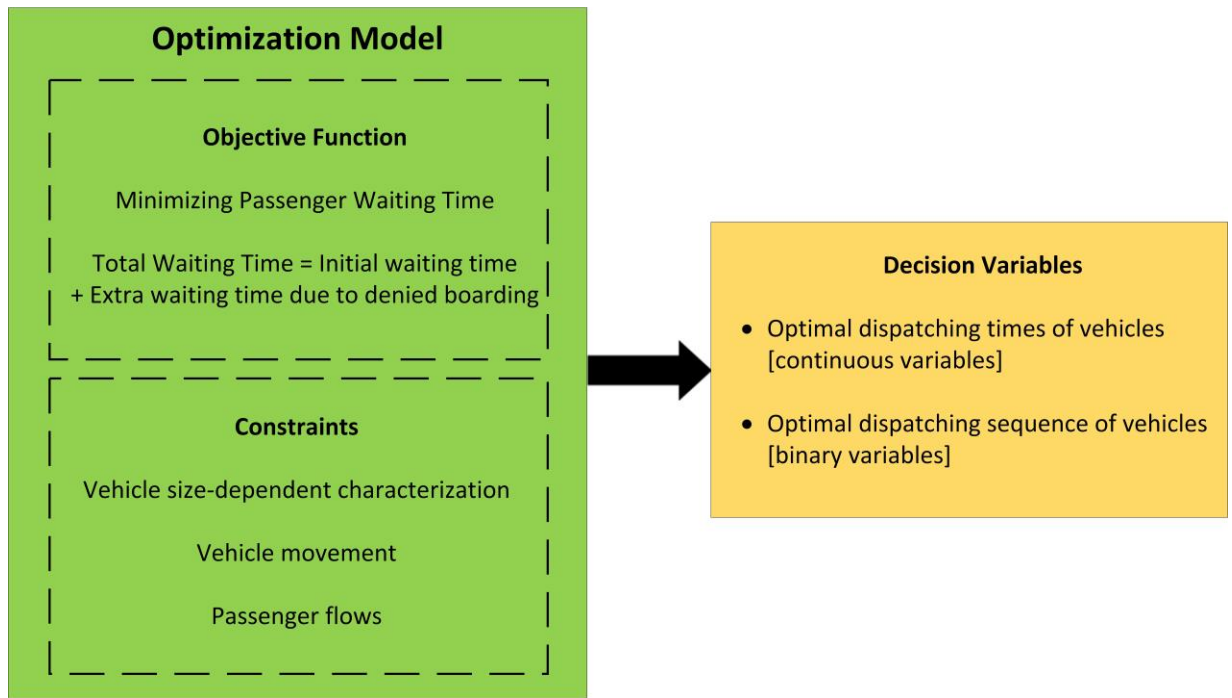 Optimization Model
Objective Function
Minimizing Passenger Waiting Time
Total Waiting Time = Initial waiting time
+ Extra waiting time due to denied boarding
Constraints
Vehicle size-dependent characterization
Vehicle movement
Passenger flows
Decision Variables
• Optimal dispatching times of vehicles
[continuous variables]
• Optimal dispatching sequence of vehicles
[binary variables]